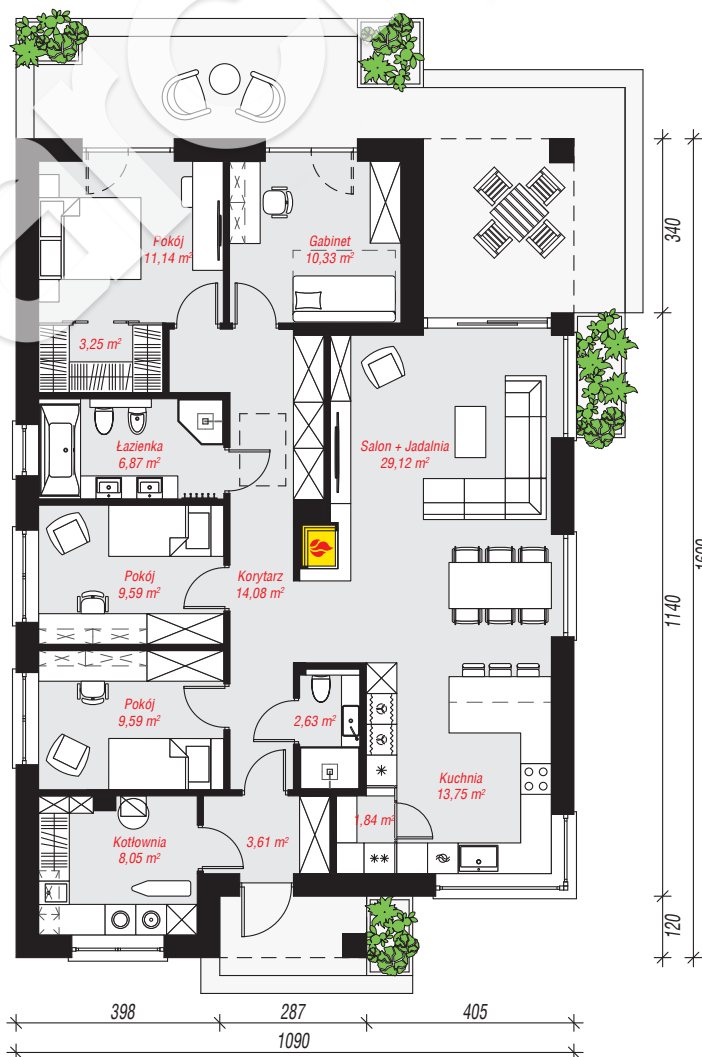 Pokój
11,14 m²
Gabinet
10,33 m²
3,25 m²
Łazienka
6,87 m²
Salon + Jadalnia
29,12 m²
Pokój
9,59 m²
Korytarz
14,08 m²
Pokój
9,59 m²
2,63 m²
Kuchnia
13,75 m²
1,84 m²
Kotłownia
8,05 m²
3,61 m²
340
1140
120
398
287
405
1090